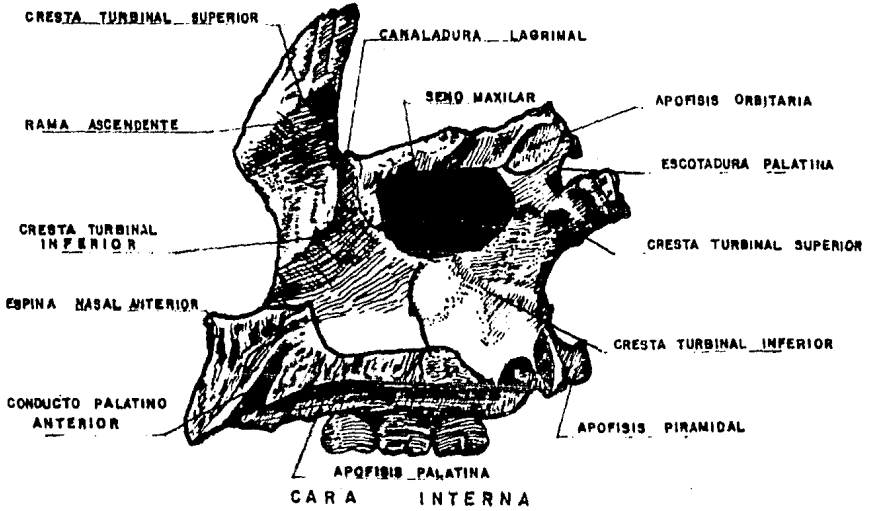 CRESTA TURBINAL SUPERIOR
CANALADURA LAGRIMAL
SENO MAXILAR
APOFISIS ORBITARIA
RAMA ASCENDENTE
ESCOTADURA PALATINA
CRESTA TURBINAL
INFERIOR
CRESTA TURBINAL SUPERIOR
ESPINA NASAL ANTERIOR
CRESTA TURBINAL INFERIOR
CONDUCTO PALATINO
ANTERIOR
APOFISIS PIRAMIDAL
APOFISIS PALATINA
CARA INTERNA